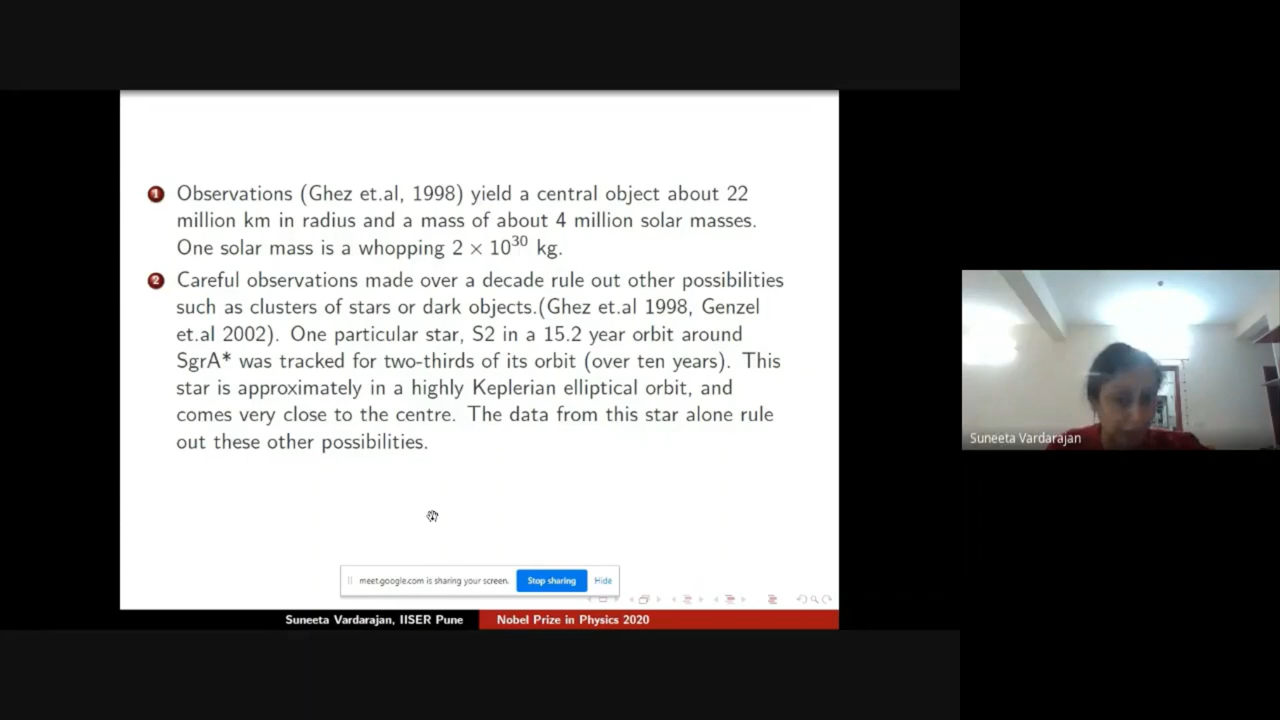 1 Observations (Ghez et.al, 1998) yield a central object about 22
million km in radius and a mass of about 4 million solar masses.
One solar mass is a whopping 2 × 10³⁰ kg.
2 Careful observations made over a decade rule out other possibilities
such as clusters of stars or dark objects.(Ghez et.al 1998, Genzel
et.al 2002). One particular star, S2 in a 15.2 year orbit around
SgrA* was tracked for two-thirds of its orbit (over ten years). This
star is approximately in a highly Keplerian elliptical orbit, and
comes very close to the centre. The data from this star alone rule
out these other possibilities.
meet.google.com is sharing your screen. Stop sharing Hide
Suneeta Vardarajan, IISER Pune Nobel Prize in Physics 2020
Suneeta Vardarajan